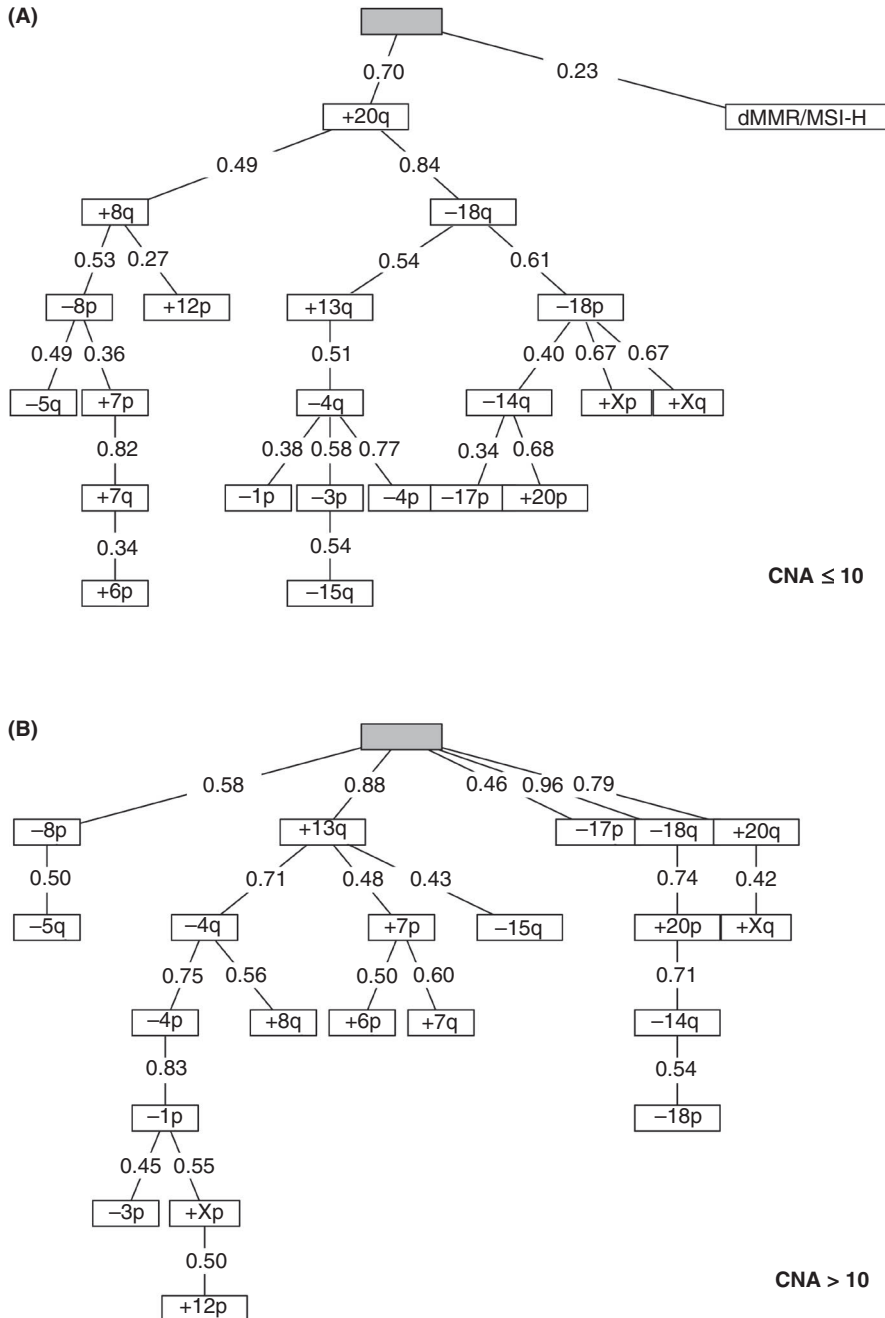 (A)
0.70 0.23
+20q dMMR/MSI-H
0.49 0.84
+8q −18q
0.53 0.27 0.54 0.61
−8p +12p +13q −18p
0.49 0.36 0.51 0.40 0.67 0.67
−5q +7p −4q −14q +Xp +Xq
0.82 0.38 0.58 0.77 0.34 0.68
+7q −1p −3p −4p −17p +20p
0.34 0.54
+6p −15q
CNA ≤ 10
(B)
0.58 0.88 0.46 0.96 0.79
−8p +13q −17p −18q +20q
0.50 0.71 0.48 0.43 0.74 0.42
−5q −4q +7p −15q +20p +Xq
0.75 0.56 0.50 0.60 0.71
−4p +8q +6p +7q −14q
0.83 0.54
−1p −18p
0.45 0.55
−3p +Xp
0.50
+12p
CNA > 10